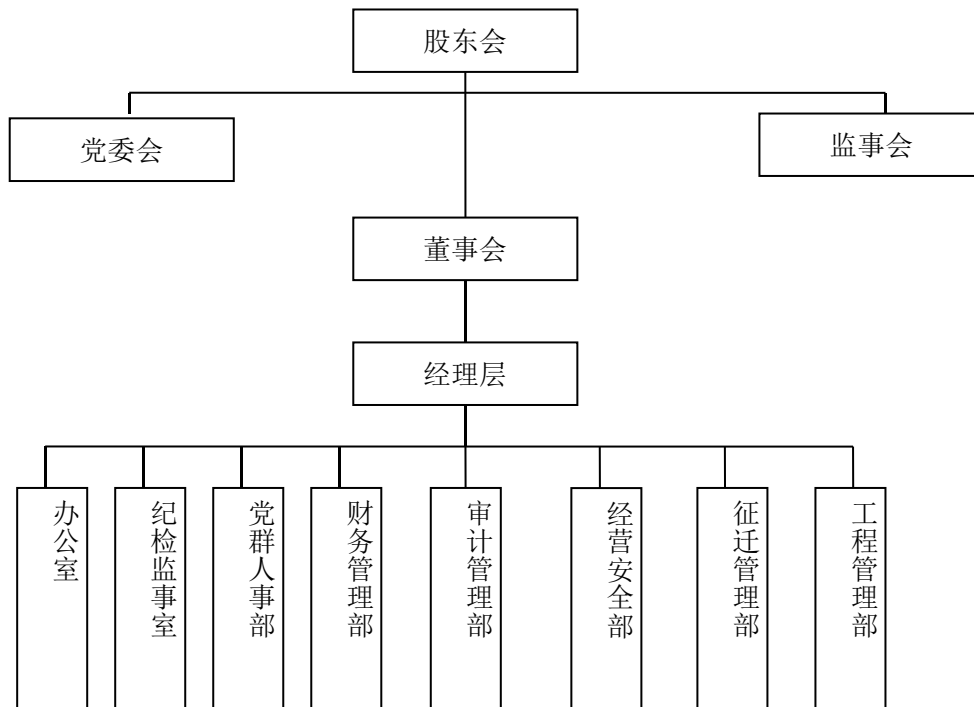 股东会
党委会
监事会
董事会
经理层
办公室
纪检监事室
党群人事部
财务管理部
审计管理部
经营安全部
征迁管理部
工程管理部